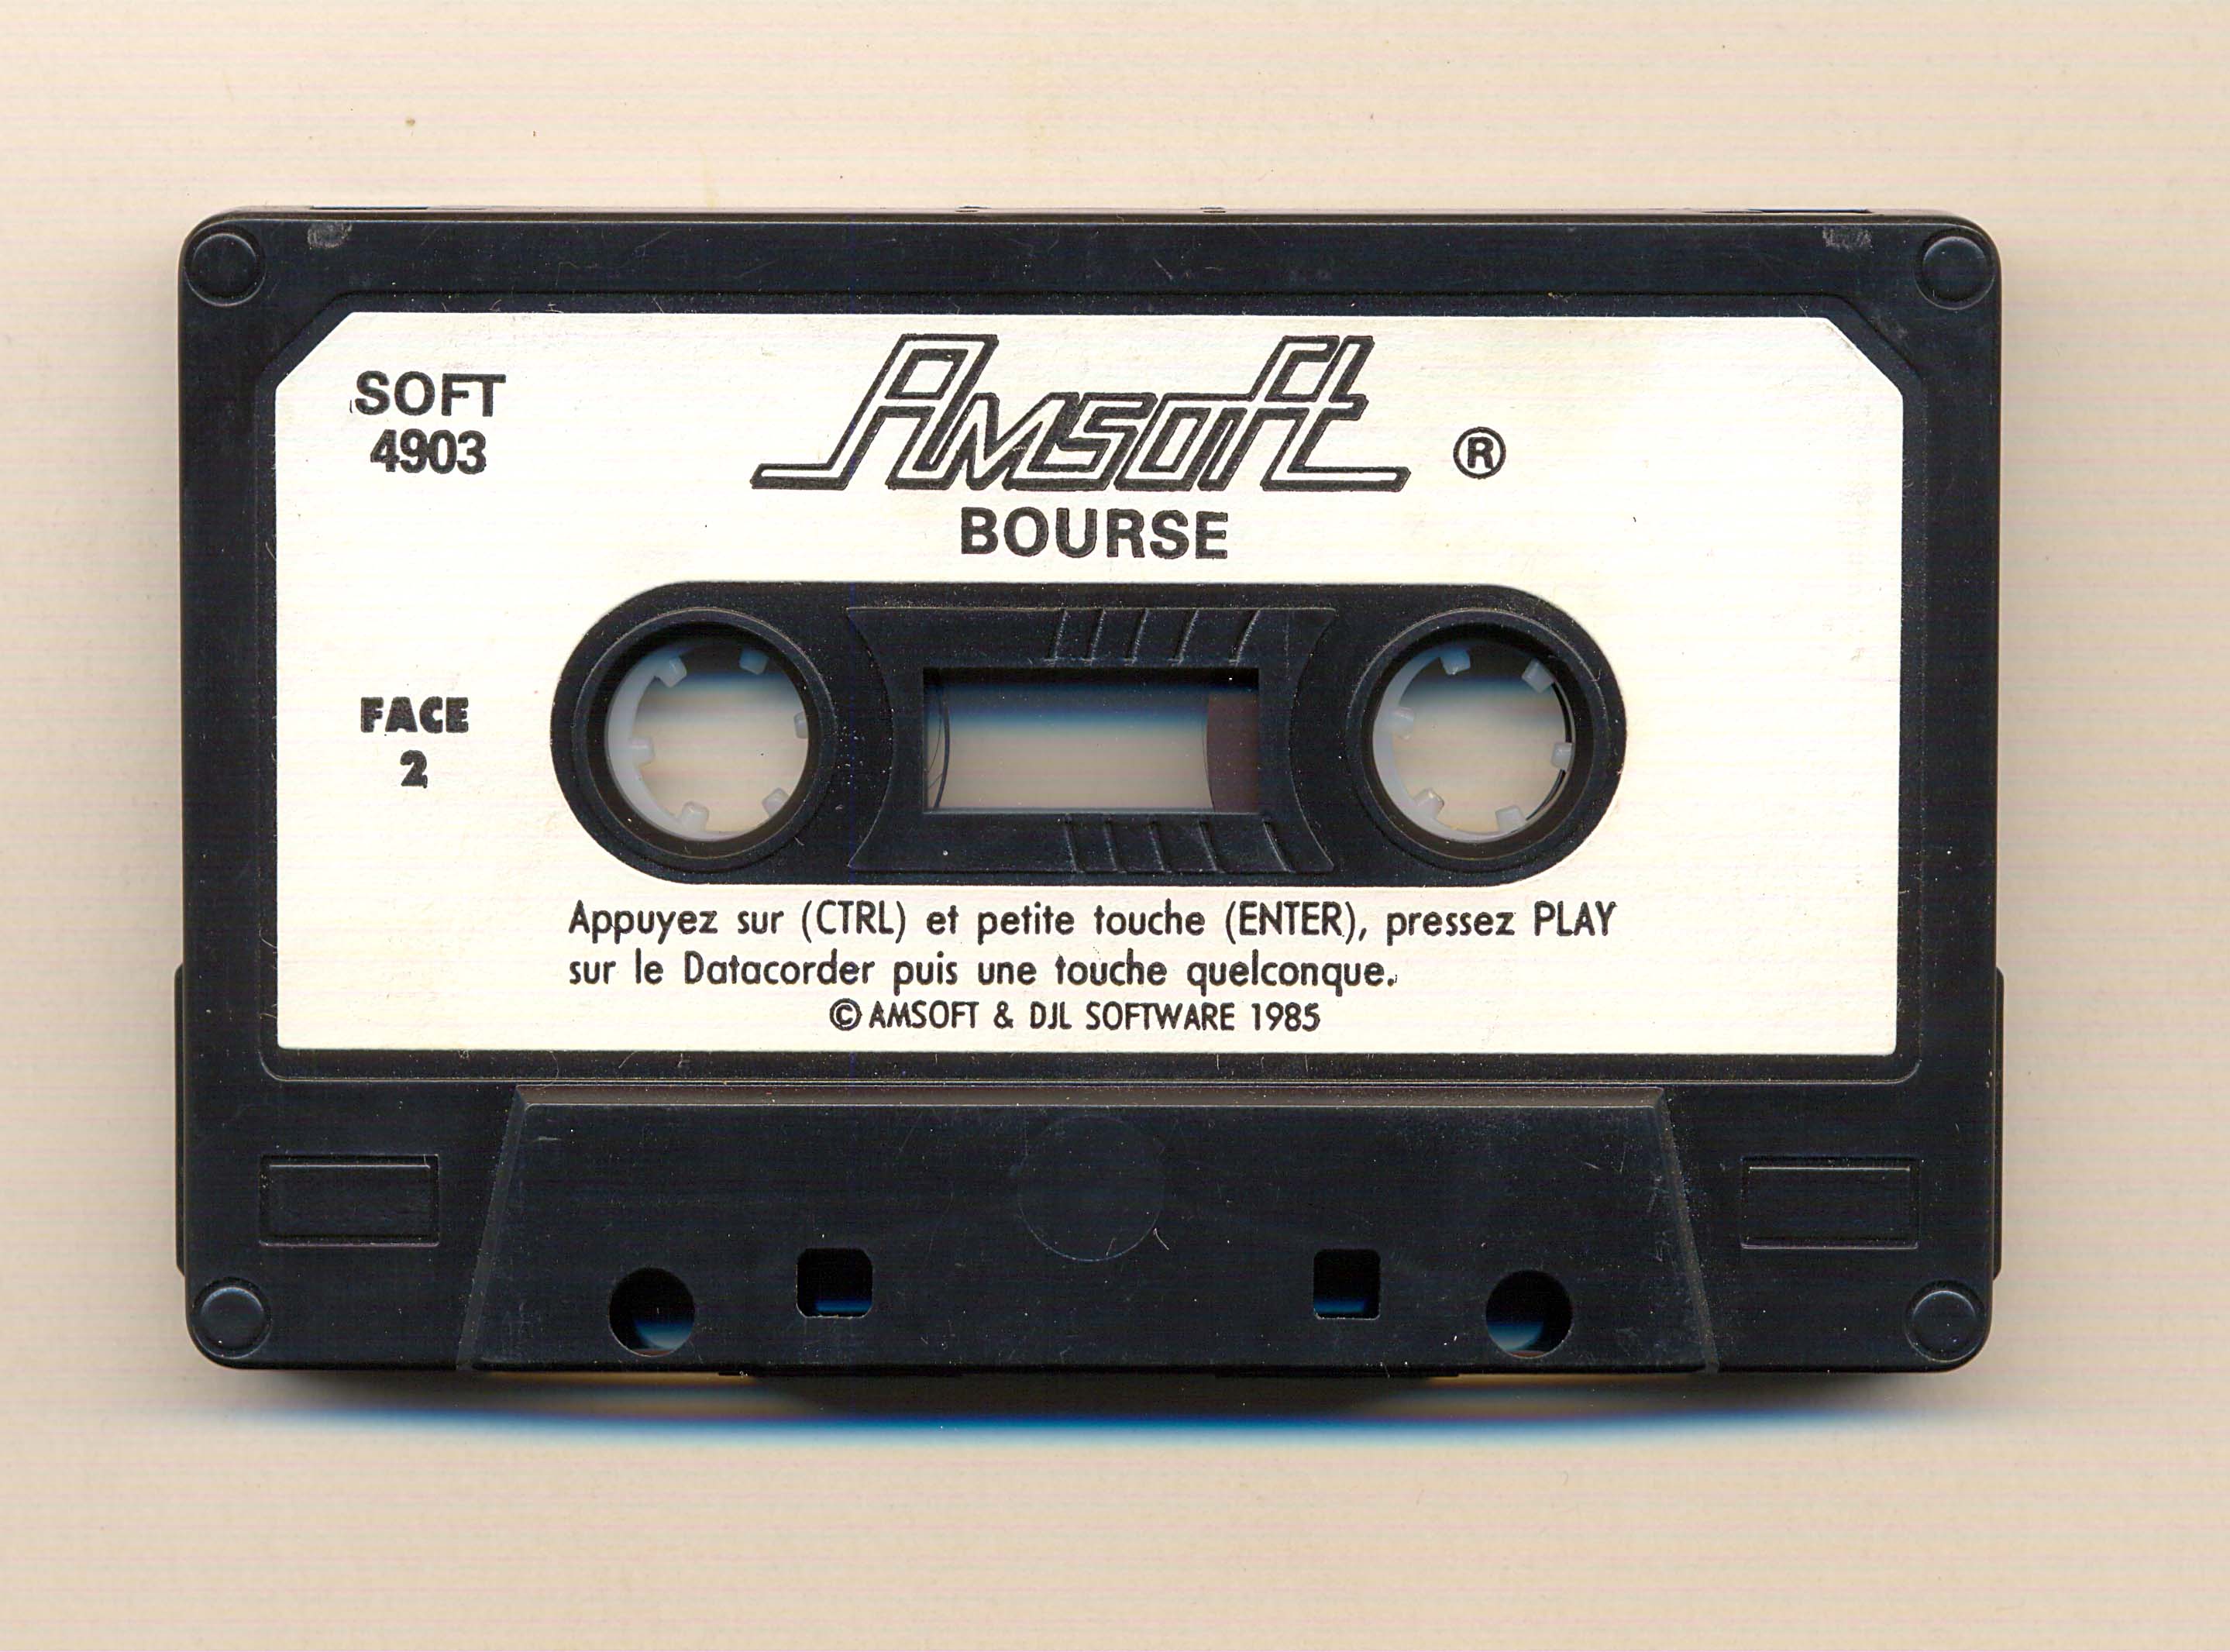 SOFT
4903
Amsoft ®
BOURSE
FACE
2
Appuyez sur (CTRL) et petite touche (ENTER), pressez PLAY
sur le Datacorder puis une touche quelconque.
© AMSOFT & DJL SOFTWARE 1985